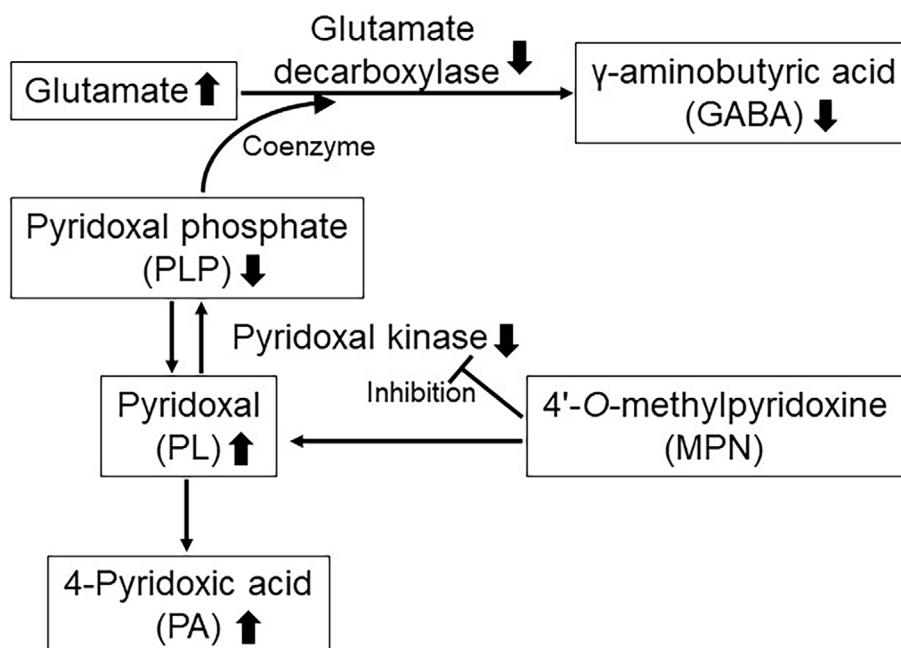 Glutamate
decarboxylase
Glutamate
γ-aminobutyric acid
(GABA)
Coenzyme
Pyridoxal phosphate
(PLP)
Pyridoxal kinase
Inhibition
Pyridoxal
(PL)
4'-O-methylpyridoxine
(MPN)
4-Pyridoxic acid
(PA)